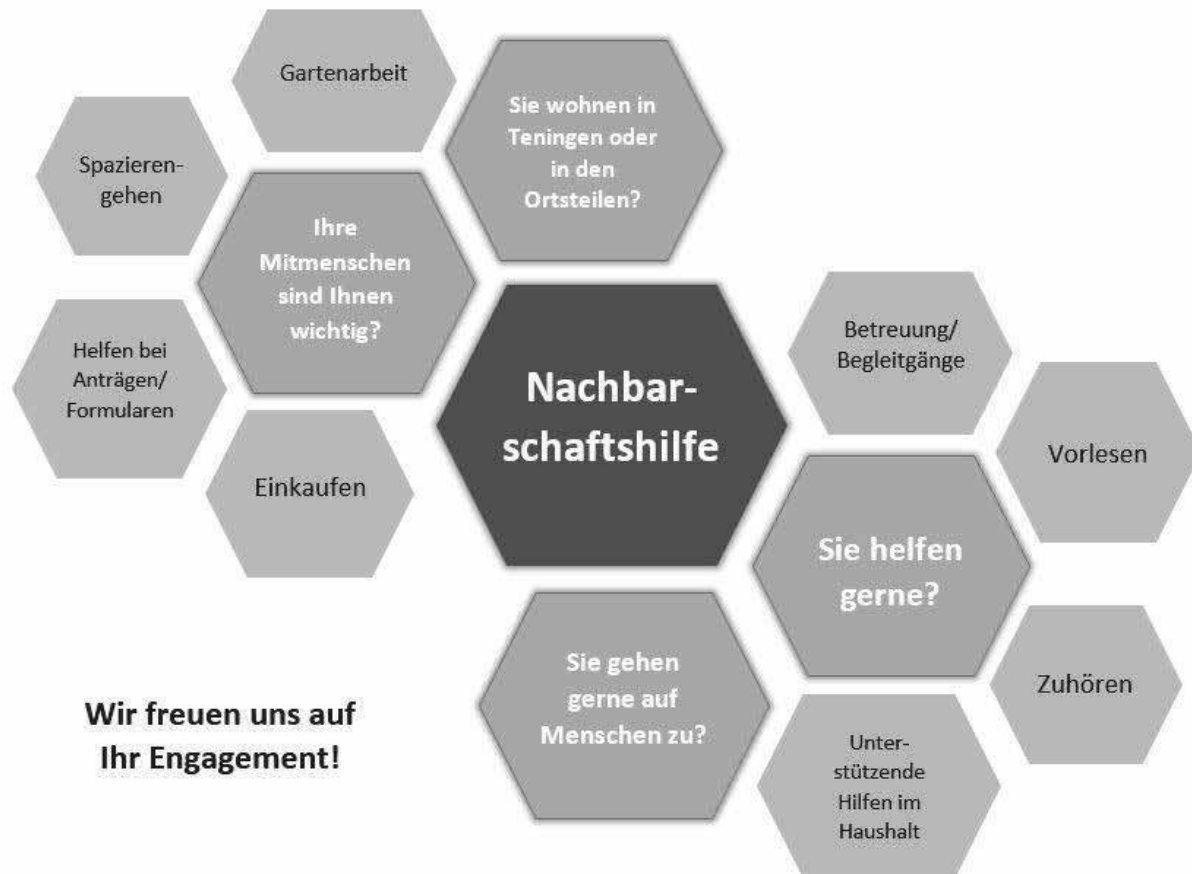 Gartenarbeit
Sie wohnen in
Teningen oder
in den
Ortsteilen?
Spazieren-
gehen
Ihre
Mitmenschen
sind Ihnen
wichtig?
Helfen bei
Anträgen/
Formularen
Einkaufen
Nachbar-
schaftshilfe
Betreuung/
Begleitgänge
Vorlesen
Sie helfen
gerne?
Zuhören
Sie gehen
gerne auf
Menschen zu?
Unter-
stützende
Hilfen im
Haushalt
Wir freuen uns auf
Ihr Engagement!